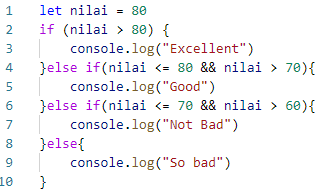 1 let nilai = 80
2 if (nilai > 80) {
3 console.log("Excellent")
4 }else if(nilai <= 80 && nilai > 70){
5 console.log("Good")
6 }else if(nilai <= 70 && nilai > 60){
7 console.log("Not Bad")
8 }else{
9 console.log("So bad")
10 }